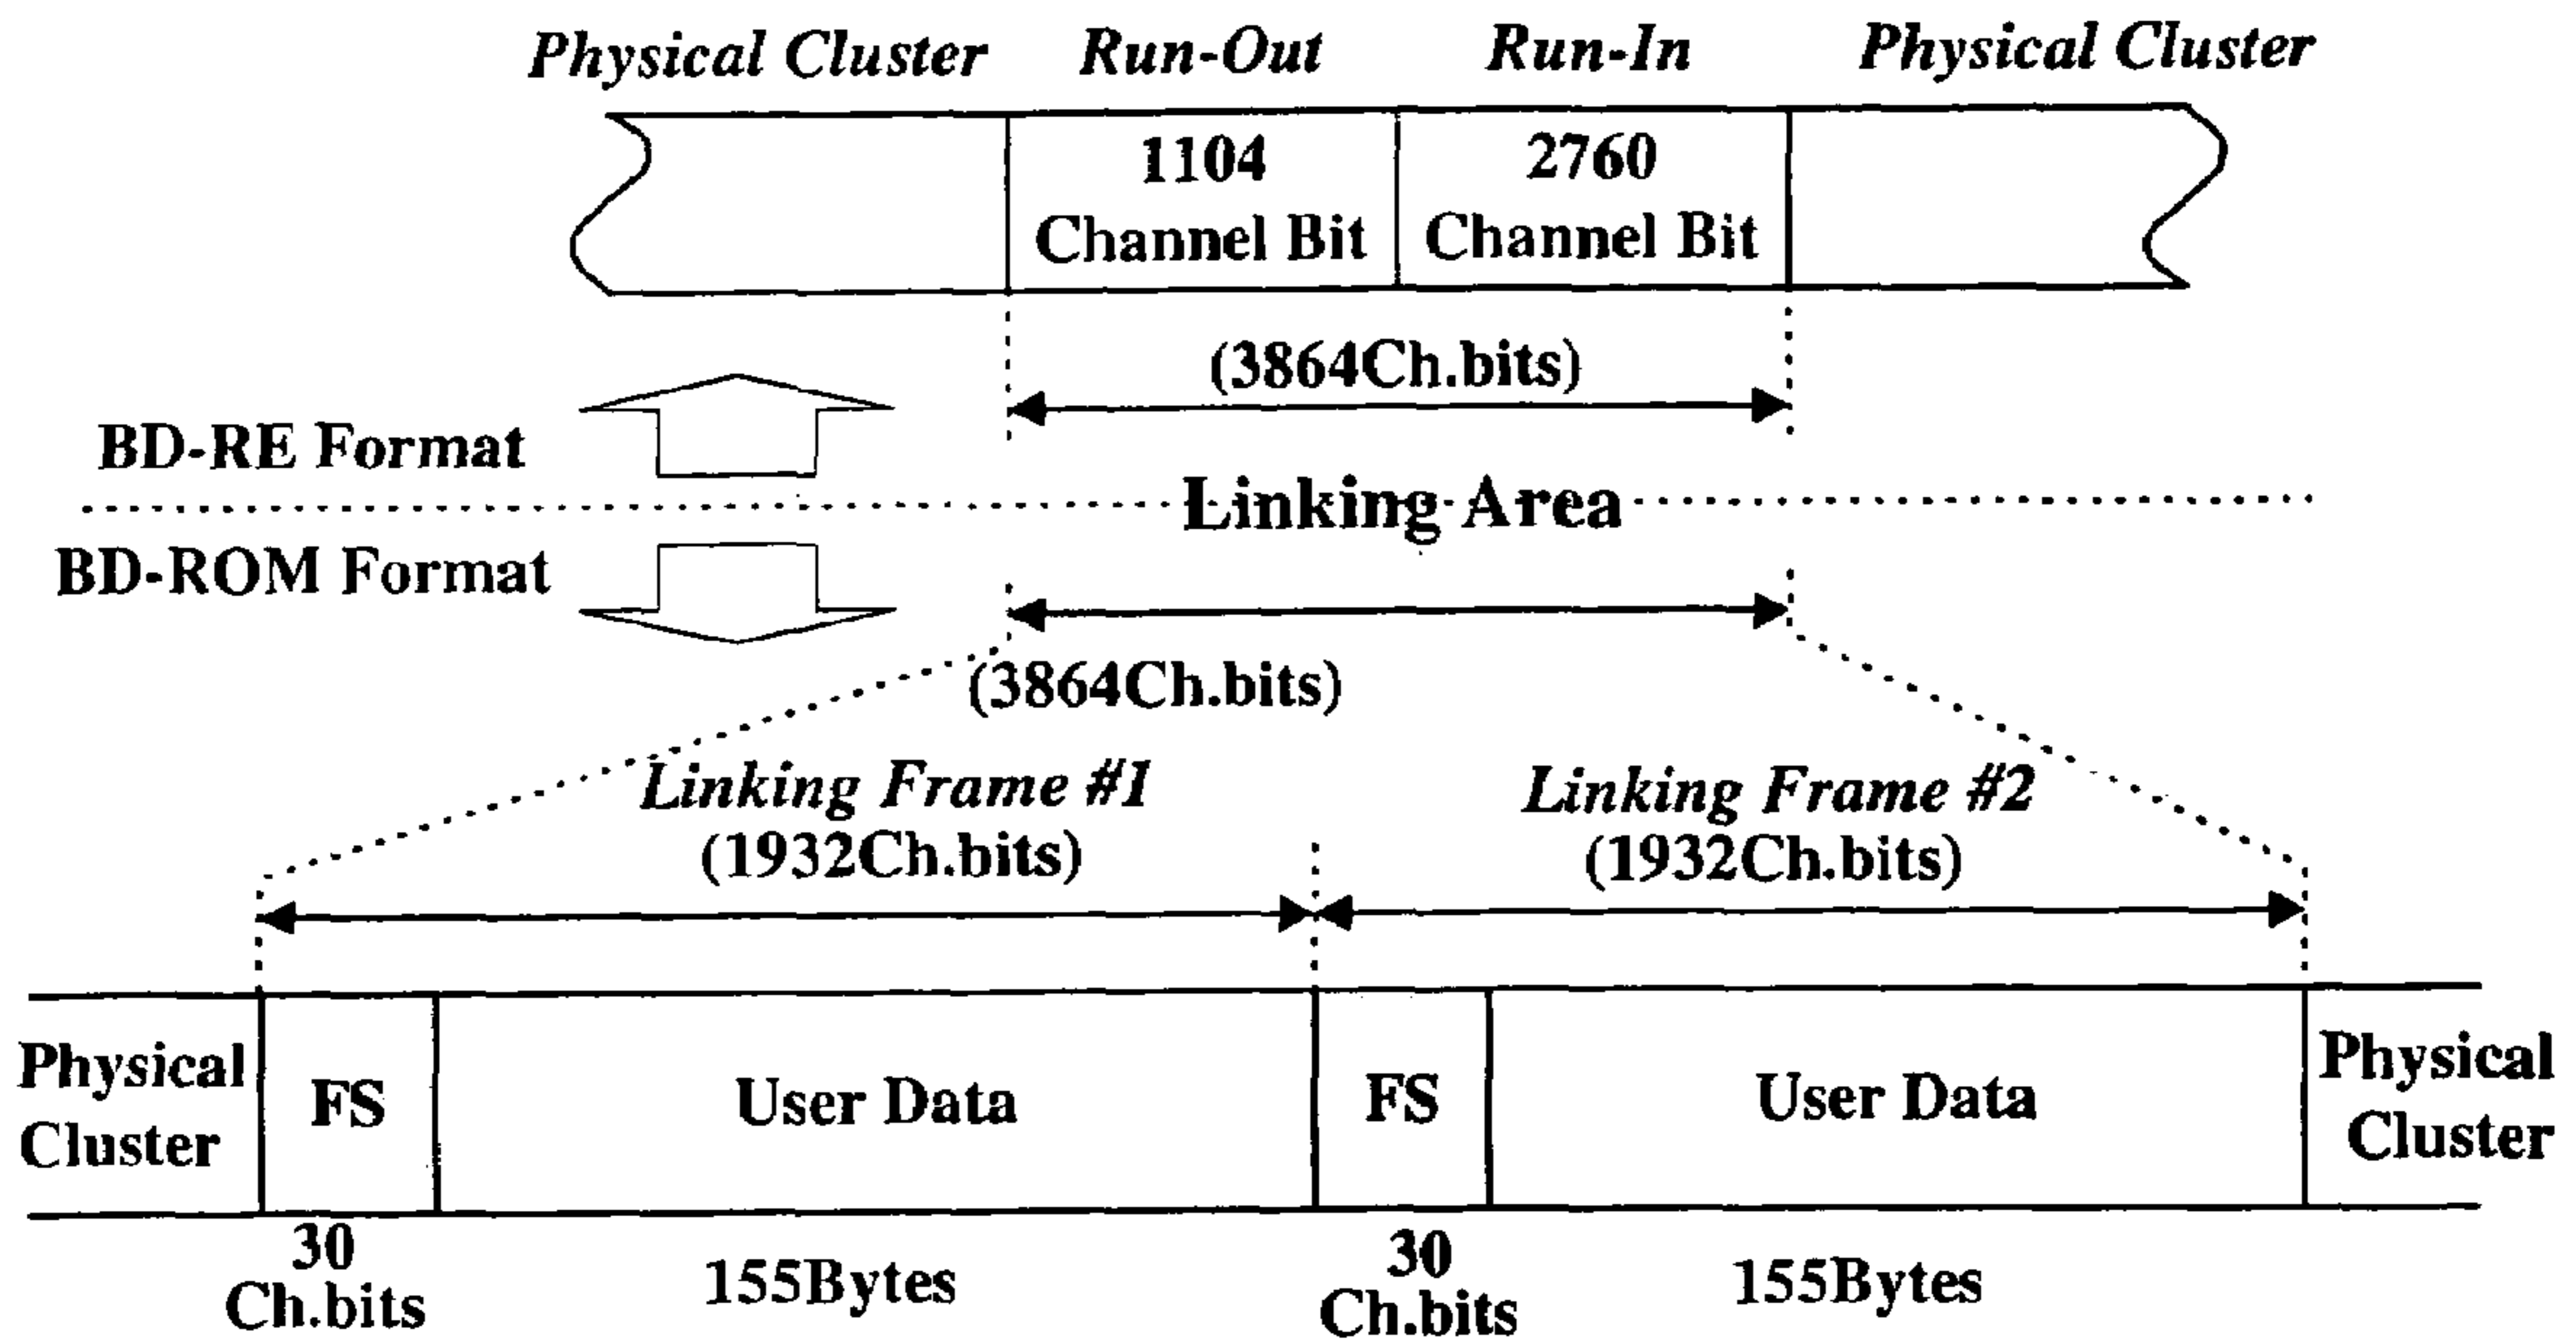 Physical Cluster Run-Out Run-In Physical Cluster
1104 Channel Bit
2760 Channel Bit
(3864Ch.bits)
BD-RE Format
Linking Area
BD-ROM Format
(3864Ch.bits)
Linking Frame #1
(1932Ch.bits)
Linking Frame #2
(1932Ch.bits)
Physical Cluster
FS
User Data
FS
User Data
Physical Cluster
30 Ch.bits
155Bytes
30 Ch.bits
155Bytes